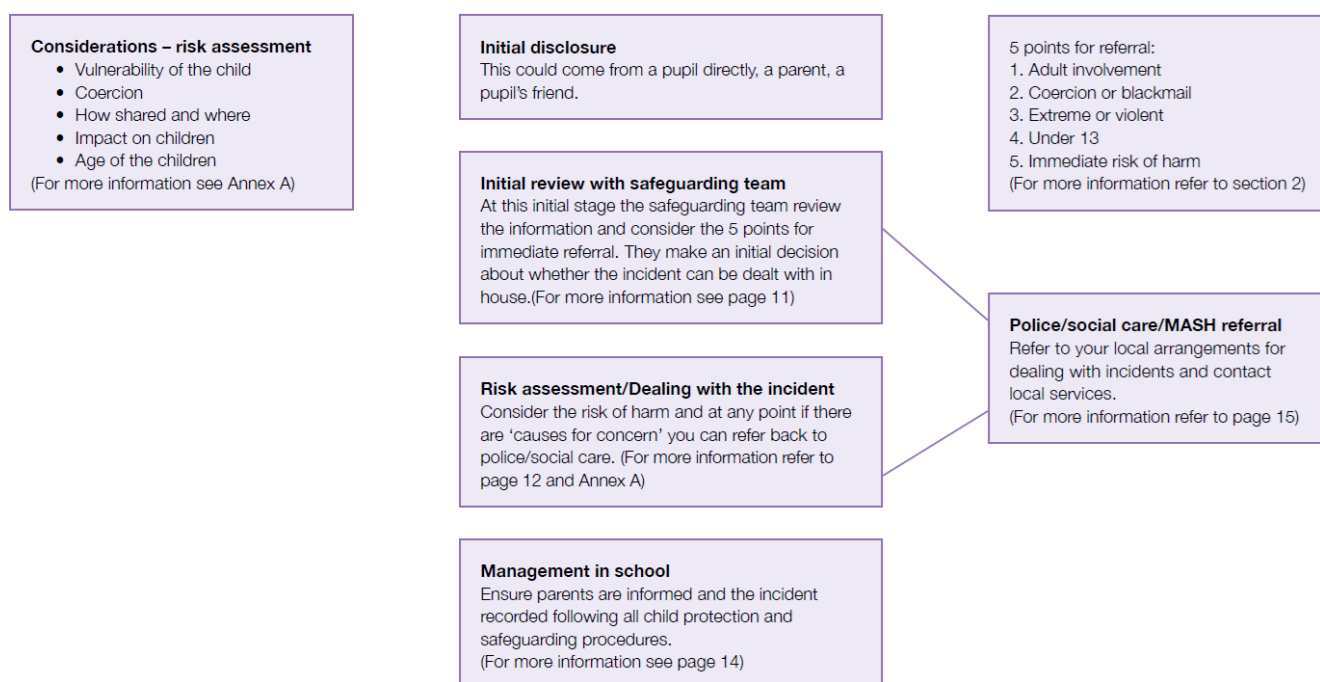 Considerations – risk assessment
• Vulnerability of the child
• Coercion
• How shared and where
• Impact on children
• Age of the children
(For more information see Annex A)
Initial disclosure
This could come from a pupil directly, a parent, a
pupil's friend.
Initial review with safeguarding team
At this initial stage the safeguarding team review
the information and consider the 5 points for
immediate referral. They make an initial decision
about whether the incident can be dealt with in
house.(For more information see page 11)
Risk assessment/Dealing with the incident
Consider the risk of harm and at any point if there
are ‘causes for concern’ you can refer back to
police/social care. (For more information refer to
page 12 and Annex A)
Management in school
Ensure parents are informed and the incident
recorded following all child protection and
safeguarding procedures.
(For more information see page 14)
5 points for referral:
1. Adult involvement
2. Coercion or blackmail
3. Extreme or violent
4. Under 13
5. Immediate risk of harm
(For more information refer to section 2)
Police/social care/MASH referral
Refer to your local arrangements for
dealing with incidents and contact
local services.
(For more information refer to page 15)